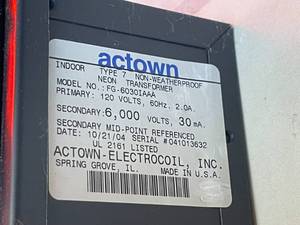 actown
INDOOR TYPE 7 NON-WEATHERPROOF
NEON TRANSFORMER
MODEL NO.: FG-6030IAAA
PRIMARY: 120 VOLTS, 60Hz. 2.0A.
SECONDARY: 6,000 VOLTS, 30 mA.
SECONDARY MID-POINT REFERENCED
DATE: 10/21/04 SERIAL #041013632
UL 2161 LISTED
ACTOWN-ELECTROCOIL, INC.
SPRING GROVE, IL. MADE IN U.S.A.